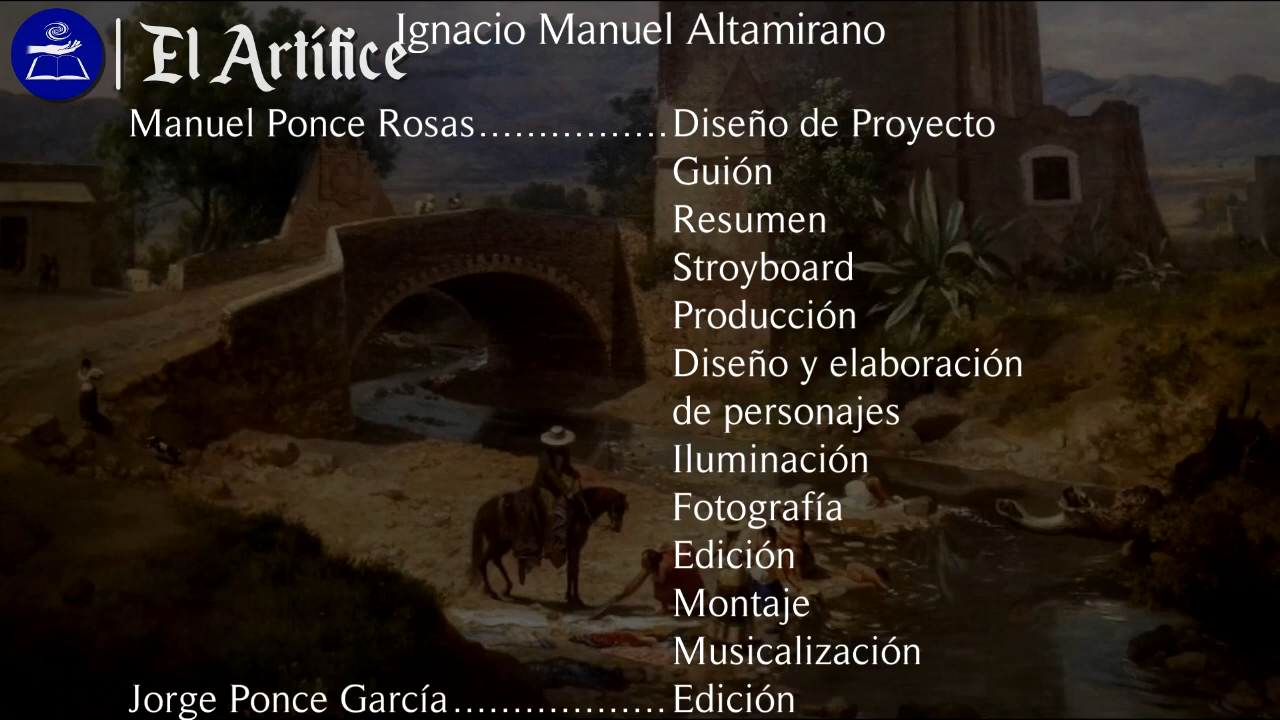 Ignacio Manuel Altamirano
El Artífice
Manuel Ponce Rosas................Diseño de Proyecto
Guión
Resumen
Stroyboard
Producción
Diseño y elaboración
de personajes
Iluminación
Fotografía
Edición
Montaje
Musicalización
Jorge Ponce García..................Edición